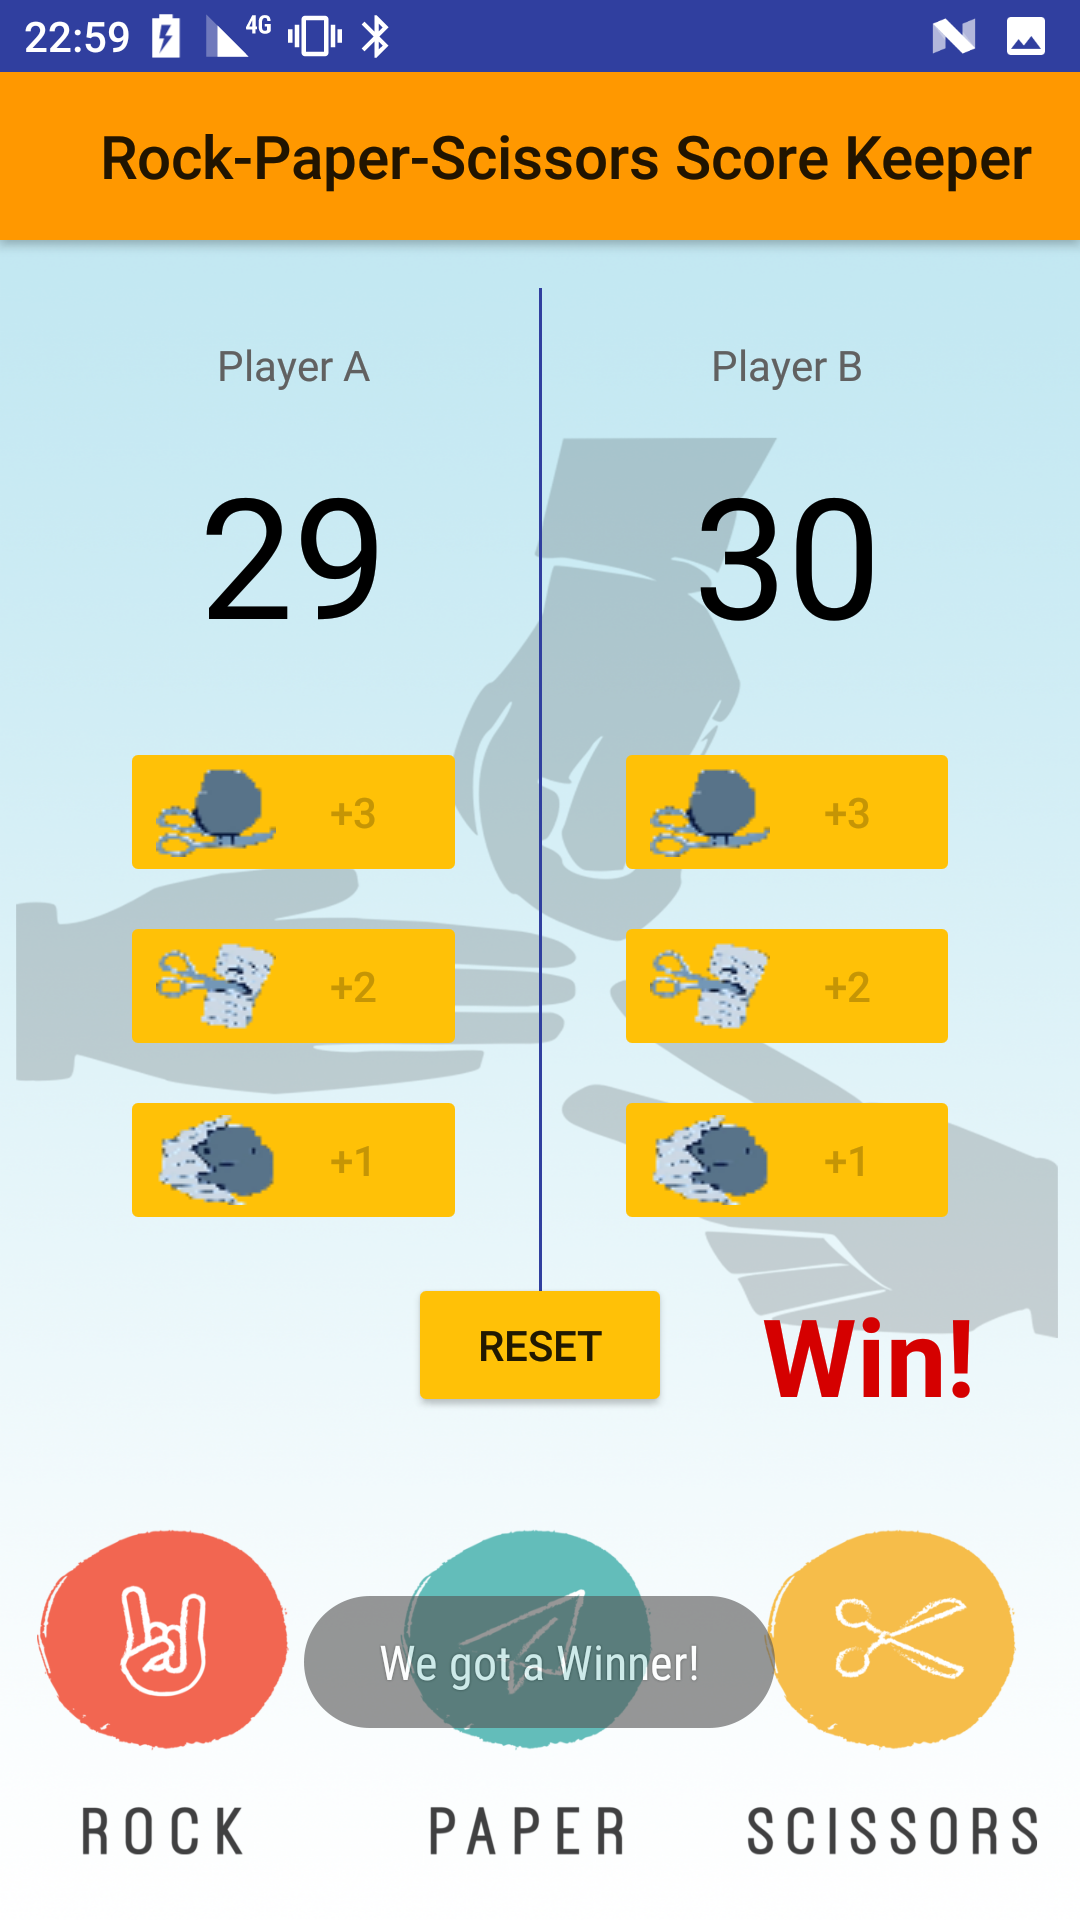 22:59
4G
Rock-Paper-Scissors Score Keeper
Player A
Player B
29
30
+3
+3
+2
+2
+1
+1
RESET
Win!
We got a Winner!
ROCK
PAPER
SCISSORS